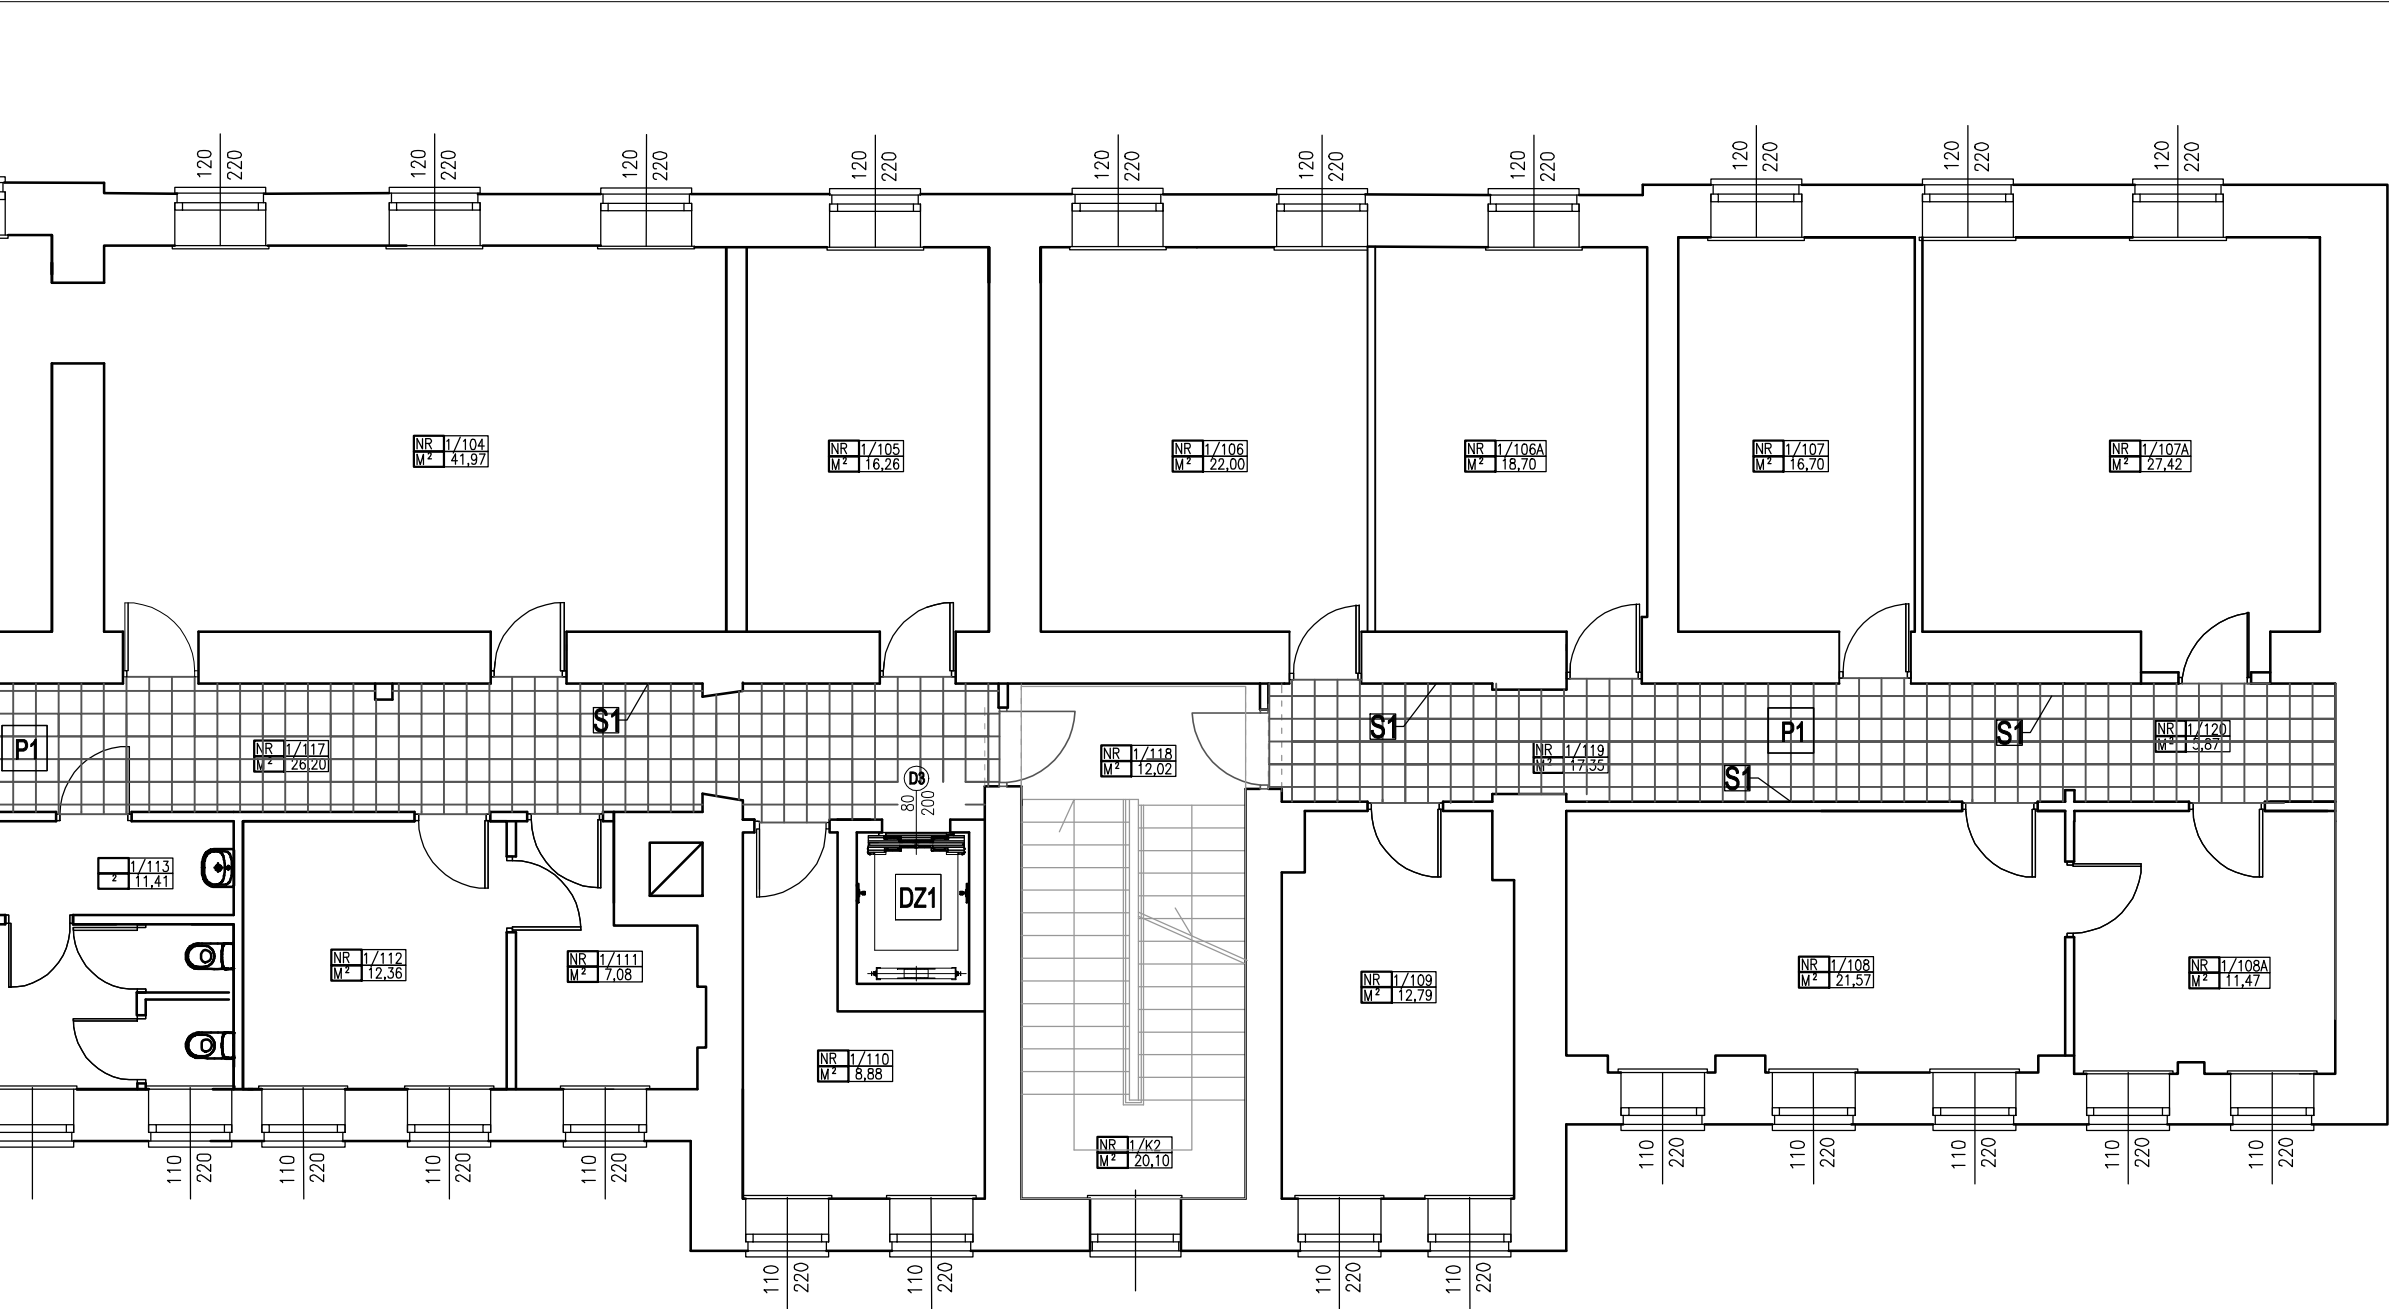 120 220
120 220
120 220
120 220
120 220
120 220
120 220
120 220
120 220
120 220
NR 1/104
M² 41,97
NR 1/105
M² 16,26
NR 1/106
M² 22,00
NR 1/106A
M² 18,70
NR 1/107
M² 16,70
NR 1/107A
M² 27,42
P1
NR 1/117
M² 26,20
S1
D3
80
200
NR 1/118
M² 12,02
S1
NR 1/119
M² 17,35
P1
S1
S1
NR 1/120
M²
1/113
² 11,41
DZ1
NR 1/112
M² 12,36
NR 1/111
M² 7,08
NR 1/110
M² 8,88
NR 1/K2
M² 20,10
NR 1/109
M² 12,79
NR 1/108
M² 21,57
NR 1/108A
M² 11,47
110 220
110 220
110 220
110 220
110 220
110 220
110 220
110 220
110 220
110 220
110 220
110 220
110 220